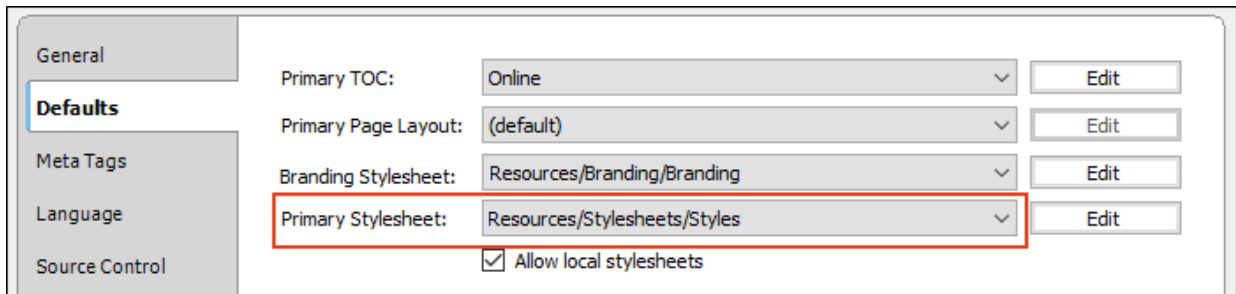 General
Defaults
Meta Tags
Language
Source Control
Primary TOC: Online Edit
Primary Page Layout: (default) Edit
Branding Stylesheet: Resources/Branding/Branding Edit
Primary Stylesheet: Resources/Stylesheets/Styles Edit
Allow local stylesheets